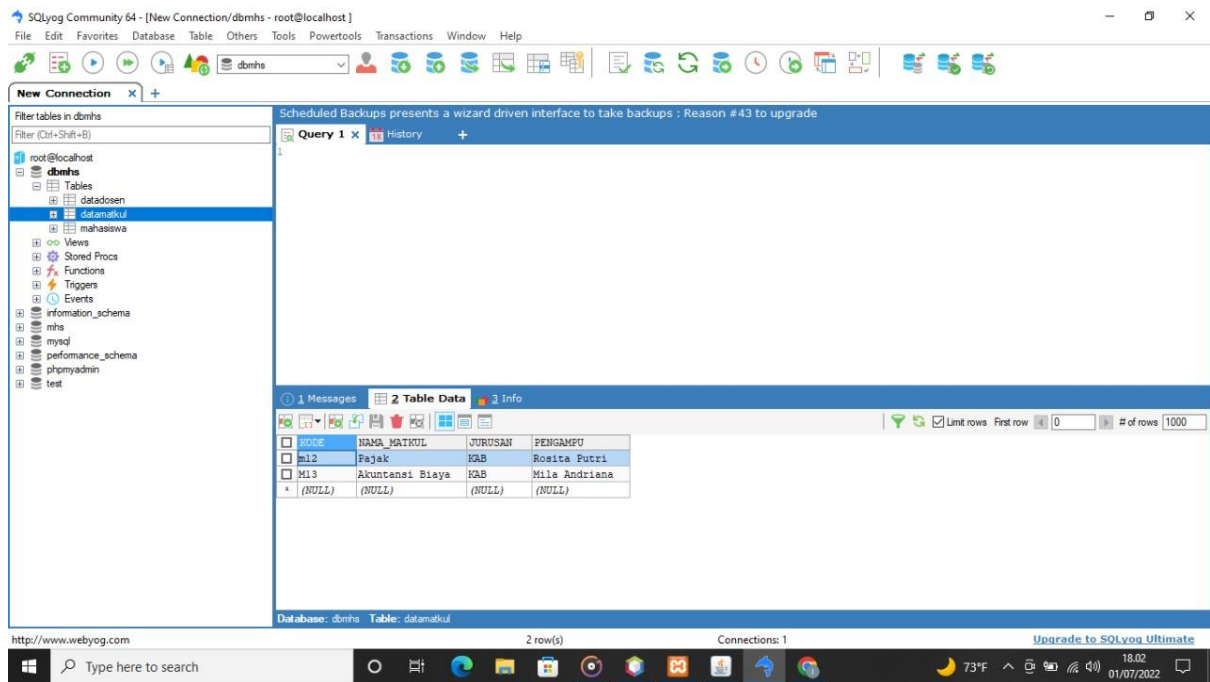 SQLyog Community 64 - [New Connection/dbmhs - root@localhost ]
File Edit Favorites Database Table Others Tools Powertools Transactions Window Help
dbmhs
New Connection x +
Filter tables in dbmhs
Filter (Ctrl+Shift+B)
root@localhost
dbmhs
Tables
datadosen
datamatkul
mahasiswa
Views
Stored Procs
Functions
Triggers
Events
information_schema
mhs
mysql
performance_schema
phpmyadmin
test
Scheduled Backups presents a wizard driven interface to take backups : Reason #43 to upgrade
Query 1 x History +
1
1 Messages 2 Table Data 3 Info
Limit rows First row 0 # of rows 1000
KODE NAMA_MATKUL JURUSAN PENGAMPU
m12 Pajak KAB Rosita Putri
M13 Akuntansi Biaya KAB Mila Andriana
* (NULL) (NULL) (NULL) (NULL)
Database: dbmhs Table: datamatkul
http://www.webyog.com 2 row(s) Connections: 1 Upgrade to SQLyog Ultimate
Type here to search 73°F 18.02
01/07/2022